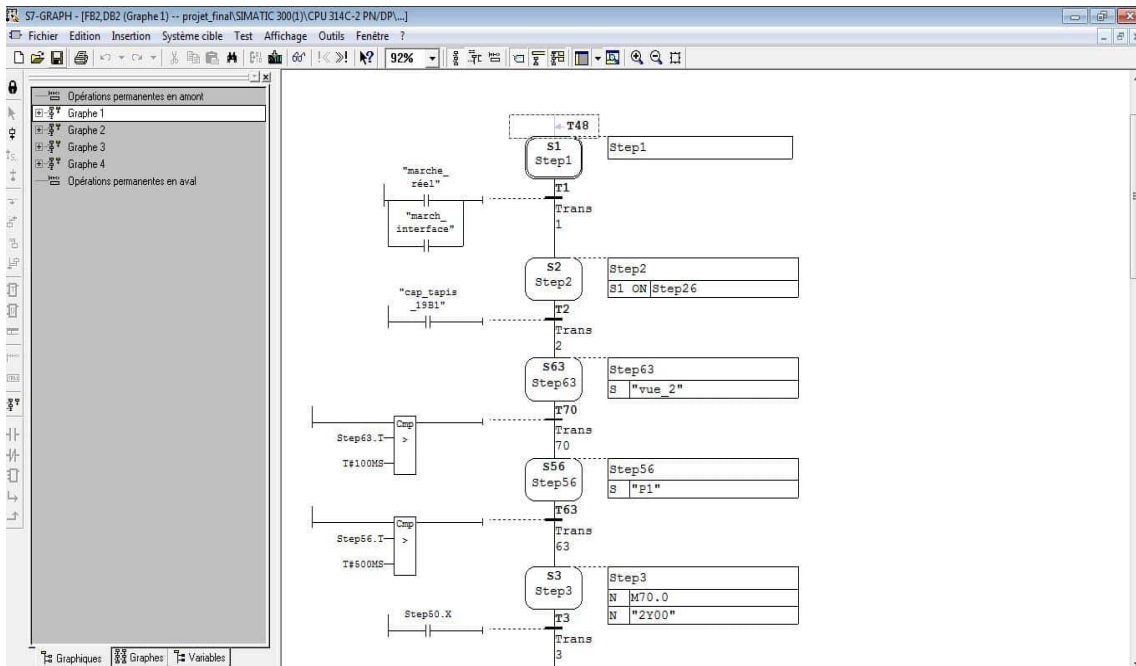 S7-GRAPH - [FB2,DB2 (Graphe 1) -- projet_final\SIMATIC 300(1)\CPU 314C-2 PN/DP\...]
Fichier Edition Insertion Système cible Test Affichage Outils Fenêtre ?
92%
Opérations permanentes en amont
Graphe 1
Graphe 2
Graphe 3
Graphe 4
Opérations permanentes en aval
T48
S1
Step1
Step1
"marche_
réel"
"march_
interface"
T1
Trans
1
S2
Step2
Step2
S1 ON Step26
"cap_tapis
_19B1"
T2
Trans
2
S63
Step63
Step63
S "vue_2"
Cmp
>
Step63.T
T#100MS
T70
Trans
70
S56
Step56
Step56
S "P1"
Cmp
>
Step56.T
T#500MS
T63
Trans
63
S3
Step3
Step3
N M70.0
N "2Y00"
Step50.X
T3
Trans
3
Graphiques Graphes Variables